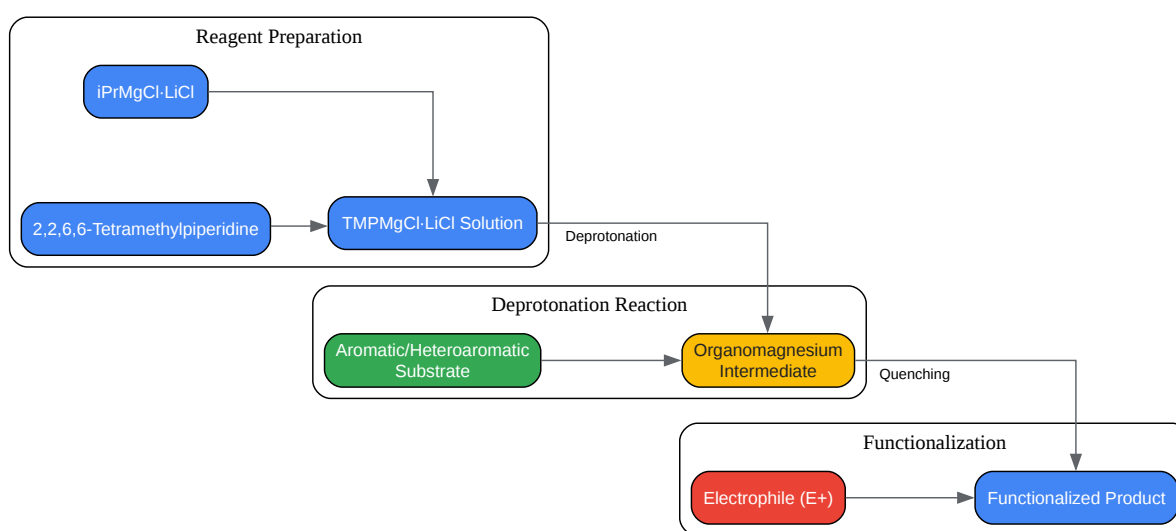 Reagent Preparation
iPrMgCl·LiCl
2,2,6,6-Tetramethylpiperidine
TMPMgCl·LiCl Solution
Deprotonation
Deprotonation Reaction
Aromatic/Heteroaromatic
Substrate
Organomagnesium
Intermediate
Quenching
Functionalization
Electrophile (E+)
Functionalized Product